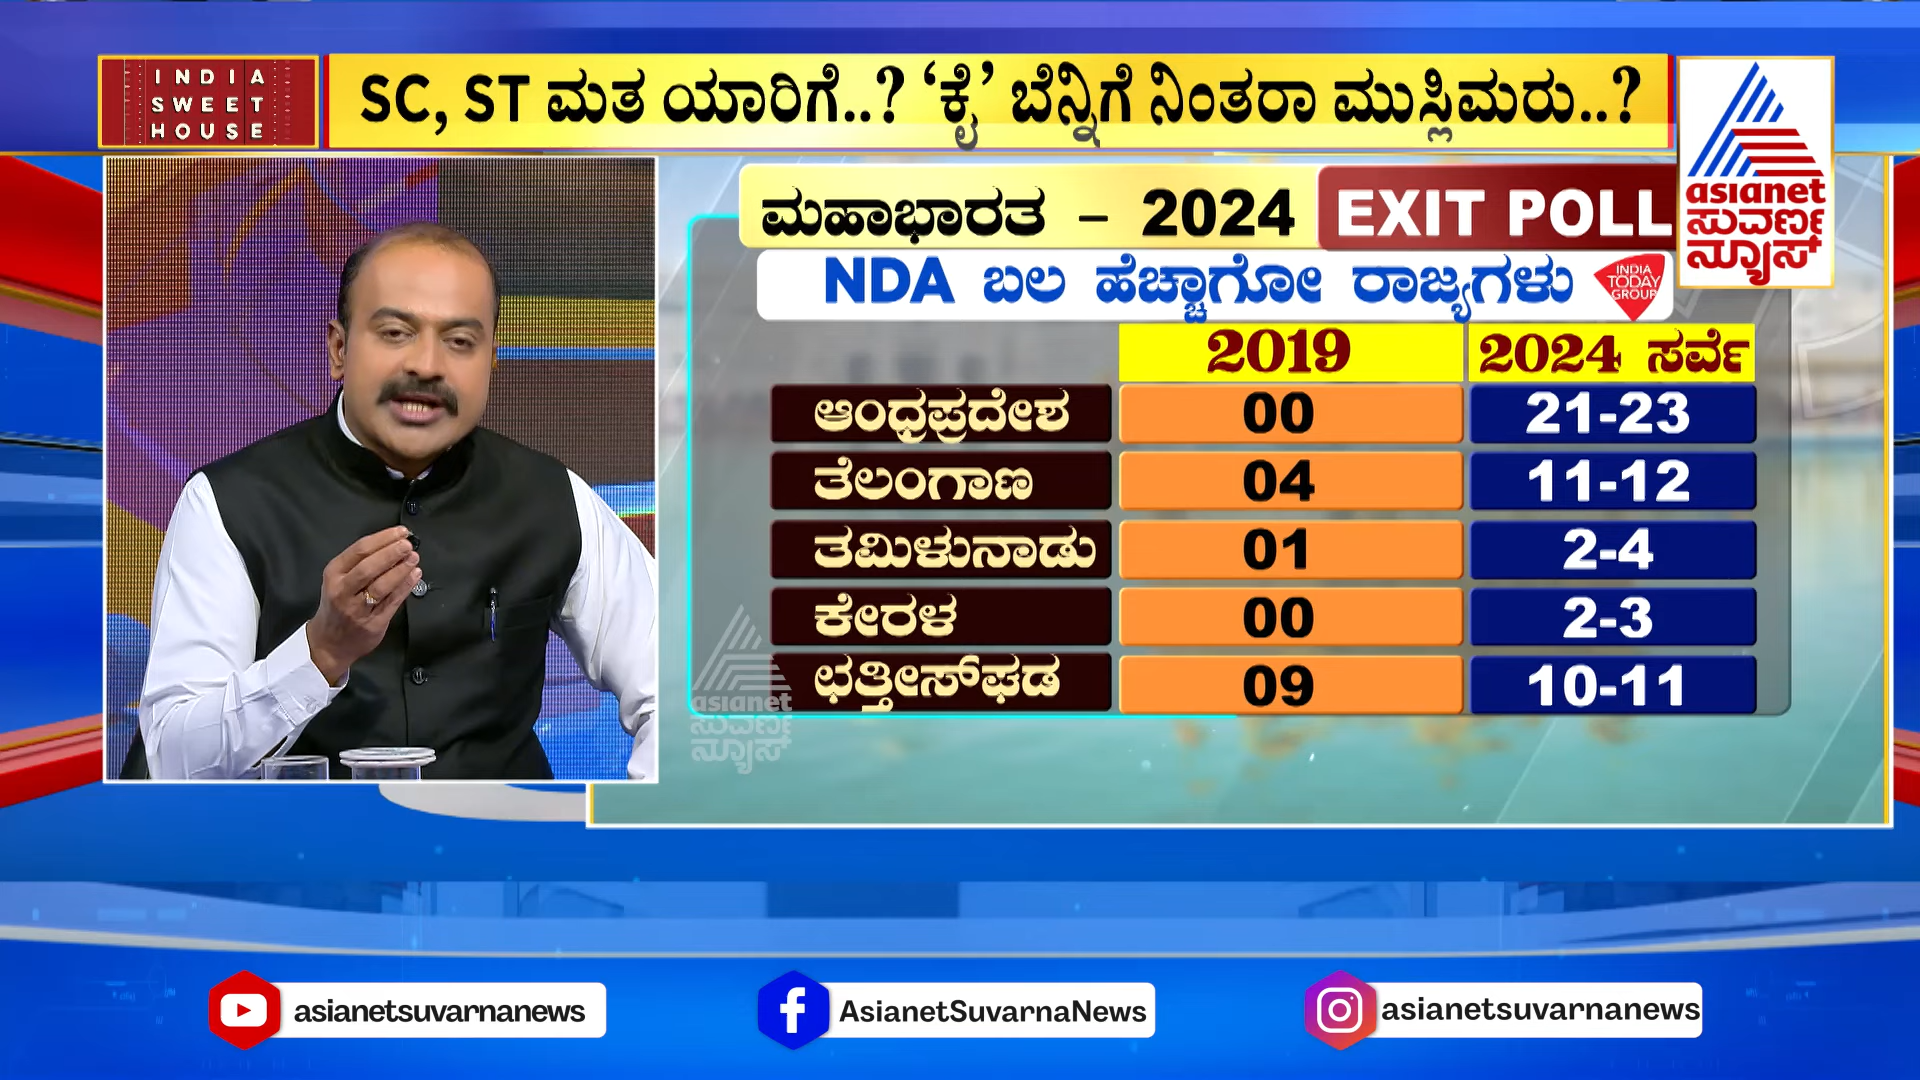 INDIA
SWEET
HOUSE
SC, ST ಮತ ಯಾರಿಗೆ..? ‘ಕೈ’ ಬೆನ್ನಿಗೆ ನಿಂತರಾ ಮುಸ್ಲಿಮರು..?
asianet
ಸುವರ್ಣ
ನ್ಯೂಸ್
ಮಹಾಭಾರತ – 2024 EXIT POLL
NDA ಬಲ ಹೆಚ್ಚಾಗೋ ರಾಜ್ಯಗಳು
INDIA
TODAY
GROUP
2019 2024 ಸರ್ವೆ
ಆಂಧ್ರಪ್ರದೇಶ 00 21-23
ತೆಲಂಗಾಣ 04 11-12
ತಮಿಳುನಾಡು 01 2-4
ಕೇರಳ 00 2-3
ಛತ್ತೀಸ್‌ಘಡ 09 10-11
asianet
ಸುವರ್ಣ
ನ್ಯೂಸ್
asianetsuvarnanews AsianetSuvarnaNews asianetsuvarnanews